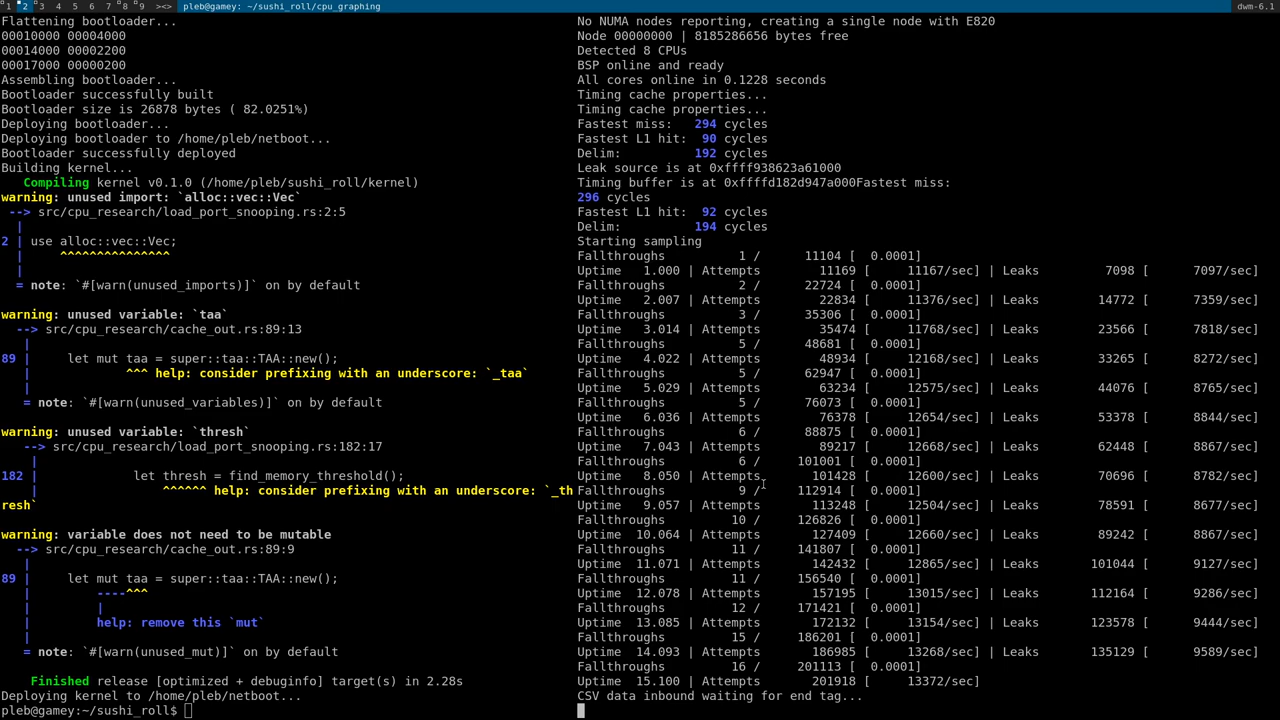 1 2 3 4 5 6 7 8 9 ><> pleb@gamey: ~/sushi_roll/cpu_graphing dwm-6.1
Flattening bootloader...
00010000 00004000
00014000 00002200
00017000 00000200
Assembling bootloader...
Bootloader successfully built
Bootloader size is 26878 bytes ( 82.0251%)
Deploying bootloader...
Deploying bootloader to /home/pleb/netboot...
Bootloader successfully deployed
Building kernel...
Compiling kernel v0.1.0 (/home/pleb/sushi_roll/kernel)
warning: unused import: `alloc::vec::Vec`
--> src/cpu_research/load_port_snooping.rs:2:5
|
2 | use alloc::vec::Vec;
| ^^^^^^^^^^^^^^^
|
= note: `#[warn(unused_imports)]` on by default
warning: unused variable: `taa`
--> src/cpu_research/cache_out.rs:89:13
|
89 | let mut taa = super::taa::TAA::new();
| ^^^ help: consider prefixing with an underscore: `_taa`
|
= note: `#[warn(unused_variables)]` on by default
warning: unused variable: `thresh`
--> src/cpu_research/load_port_snooping.rs:182:17
|
182 | let thresh = find_memory_threshold();
| ^^^^^^ help: consider prefixing with an underscore: `_th
resh`
warning: variable does not need to be mutable
--> src/cpu_research/cache_out.rs:89:9
|
89 | let mut taa = super::taa::TAA::new();
| ----^^^
| |
| help: remove this `mut`
|
= note: `#[warn(unused_mut)]` on by default
Finished release [optimized + debuginfo] target(s) in 2.28s
Deploying kernel to /home/pleb/netboot...
pleb@gamey:~/sushi_roll$
No NUMA nodes reporting, creating a single node with E820
Node 00000000 | 8185286656 bytes free
Detected 8 CPUs
BSP online and ready
All cores online in 0.1228 seconds
Timing cache properties...
Timing cache properties...
Fastest miss: 294 cycles
Fastest L1 hit: 90 cycles
Delim: 192 cycles
Leak source is at 0xffff938623a61000
Timing buffer is at 0xffffd182d947a000Fastest miss:
296 cycles
Fastest L1 hit: 92 cycles
Delim: 194 cycles
Starting sampling
Fallthroughs 1 / 11104 [ 0.0001]
Uptime 1.000 | Attempts 11169 [ 11167/sec] | Leaks 7098 [ 7097/sec]
Fallthroughs 2 / 22724 [ 0.0001]
Uptime 2.007 | Attempts 22834 [ 11376/sec] | Leaks 14772 [ 7359/sec]
Fallthroughs 3 / 35306 [ 0.0001]
Uptime 3.014 | Attempts 35474 [ 11768/sec] | Leaks 23566 [ 7818/sec]
Fallthroughs 5 / 48681 [ 0.0001]
Uptime 4.022 | Attempts 48934 [ 12168/sec] | Leaks 33265 [ 8272/sec]
Fallthroughs 5 / 62947 [ 0.0001]
Uptime 5.029 | Attempts 63234 [ 12575/sec] | Leaks 44076 [ 8765/sec]
Fallthroughs 5 / 76073 [ 0.0001]
Uptime 6.036 | Attempts 76378 [ 12654/sec] | Leaks 53378 [ 8844/sec]
Fallthroughs 6 / 88875 [ 0.0001]
Uptime 7.043 | Attempts 89217 [ 12668/sec] | Leaks 62448 [ 8867/sec]
Fallthroughs 6 / 101001 [ 0.0001]
Uptime 8.050 | Attempts 101428 [ 12600/sec] | Leaks 70696 [ 8782/sec]
Fallthroughs 9 / 112914 [ 0.0001]
Uptime 9.057 | Attempts 113248 [ 12504/sec] | Leaks 78591 [ 8677/sec]
Fallthroughs 10 / 126826 [ 0.0001]
Uptime 10.064 | Attempts 127409 [ 12660/sec] | Leaks 89242 [ 8867/sec]
Fallthroughs 11 / 141807 [ 0.0001]
Uptime 11.071 | Attempts 142432 [ 12865/sec] | Leaks 101044 [ 9127/sec]
Fallthroughs 11 / 156540 [ 0.0001]
Uptime 12.078 | Attempts 157195 [ 13015/sec] | Leaks 112164 [ 9286/sec]
Fallthroughs 12 / 171421 [ 0.0001]
Uptime 13.085 | Attempts 172132 [ 13154/sec] | Leaks 123578 [ 9444/sec]
Fallthroughs 15 / 186201 [ 0.0001]
Uptime 14.093 | Attempts 186985 [ 13268/sec] | Leaks 135129 [ 9589/sec]
Fallthroughs 16 / 201113 [ 0.0001]
Uptime 15.100 | Attempts 201918 [ 13372/sec]
CSV data inbound waiting for end tag...